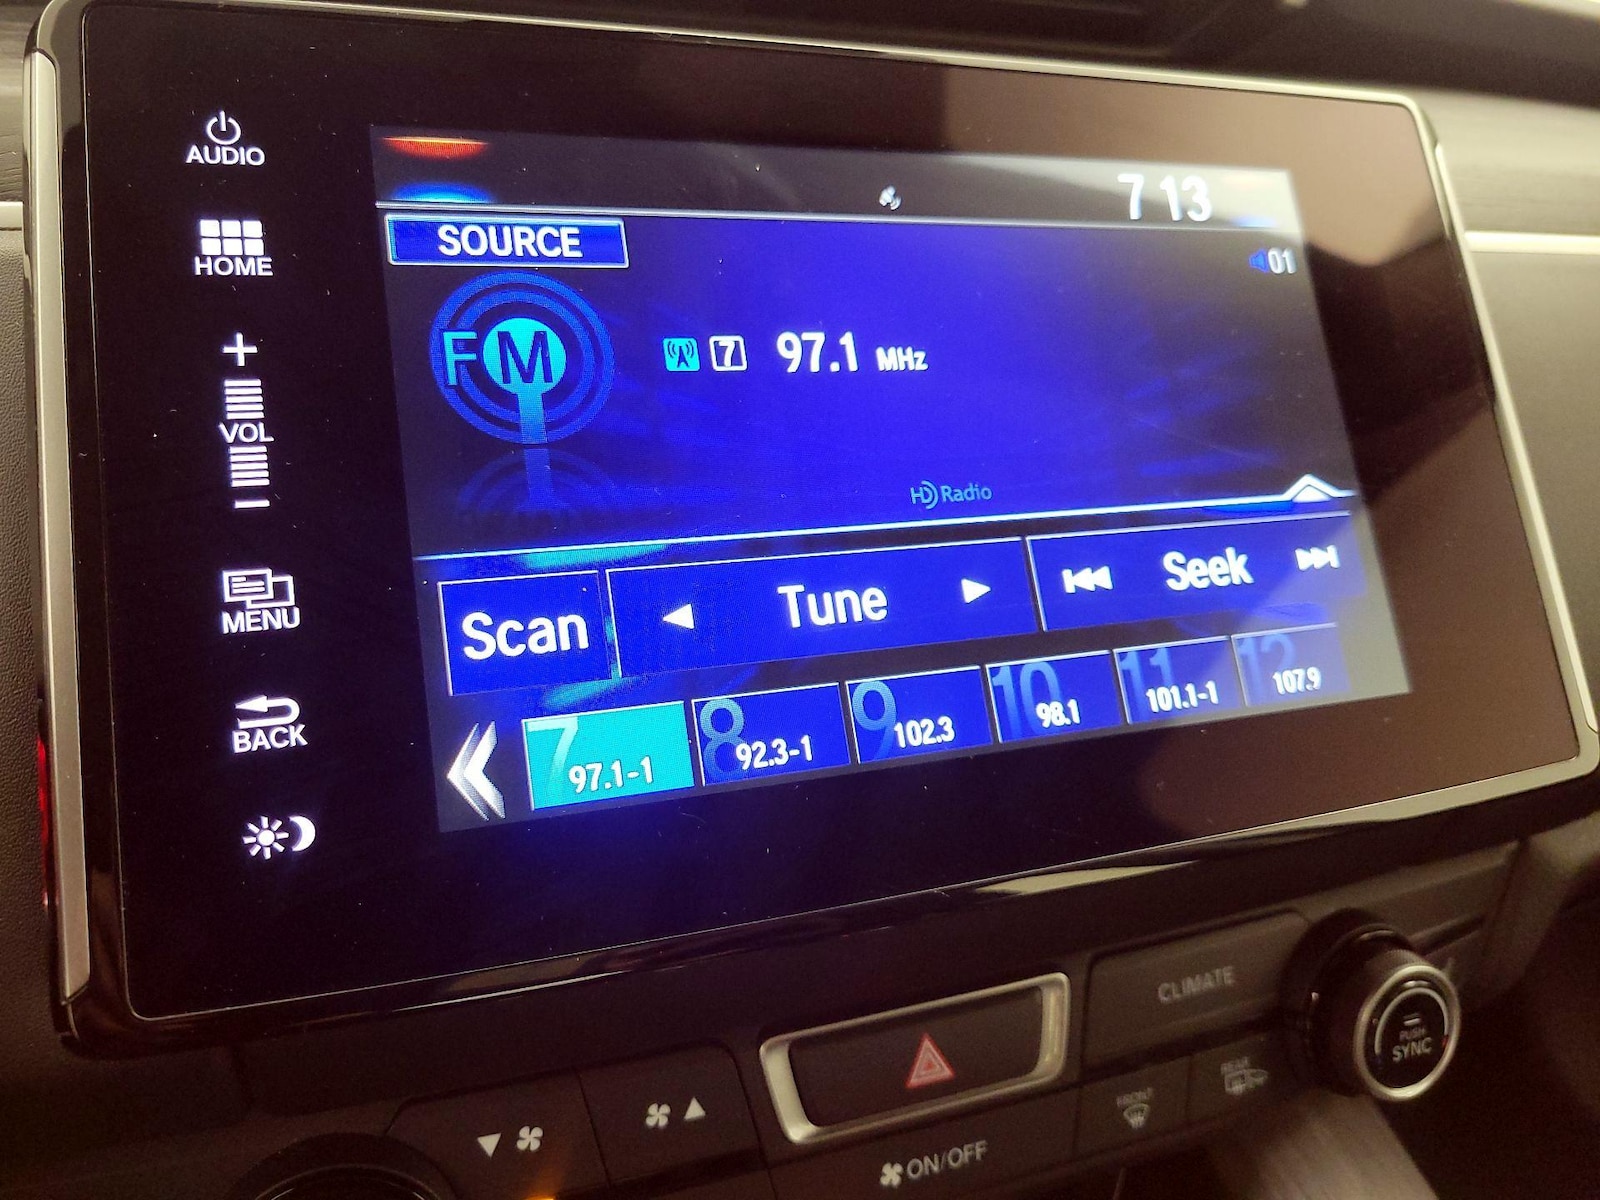 AUDIO
HOME
+
VOL
-
MENU
BACK
7 13
SOURCE
01
FM
7 97.1 MHz
HD Radio
Scan
Tune
Seek
7 97.1-1
8 92.3-1
9 102.3
10 98.1
11 101.1-1
12 107.9
CLIMATE
PUSH
SYNC
FRONT
REAR
ON/OFF